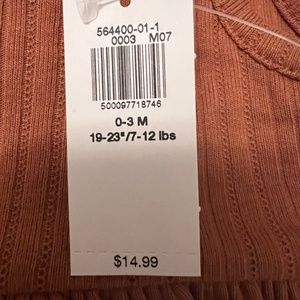 564400-01-1
0003 M07
500097718746
0-3 M
19-23"/7-12 lbs
$14.99